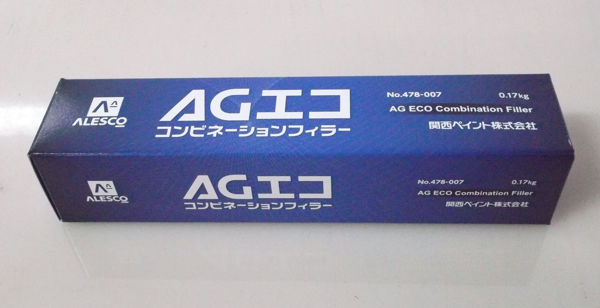 ALESCO
AGエコ
コンビネーションフィラー
No.478-007 0.17kg
AG ECO Combination Filler
関西ペイント株式会社
ALESCO
AGエコ
コンビネーションフィラー
No.478-007 0.17kg
AG ECO Combination Filler
関西ペイント株式会社